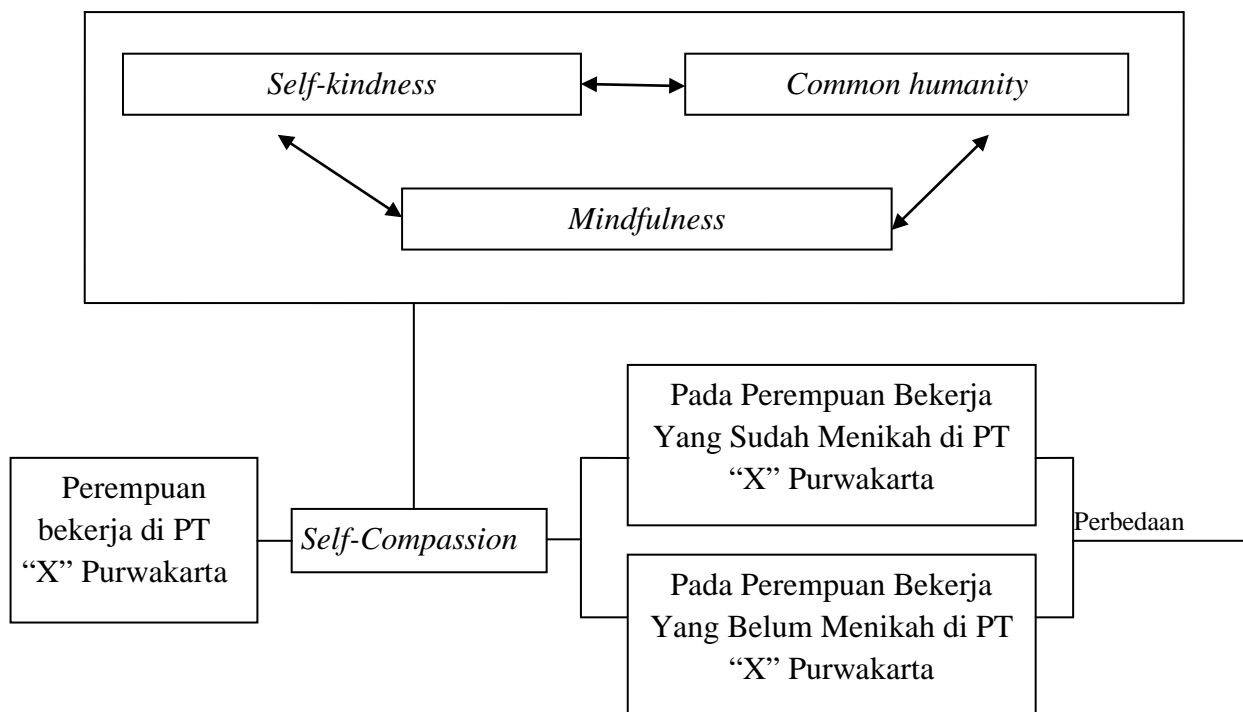 Self-kindness
Common humanity
Mindfulness
Pada Perempuan Bekerja
Yang Sudah Menikah di PT
“X” Purwakarta
Perempuan
bekerja di PT
“X” Purwakarta
Self-Compassion
Perbedaan
Pada Perempuan Bekerja
Yang Belum Menikah di PT
“X” Purwakarta